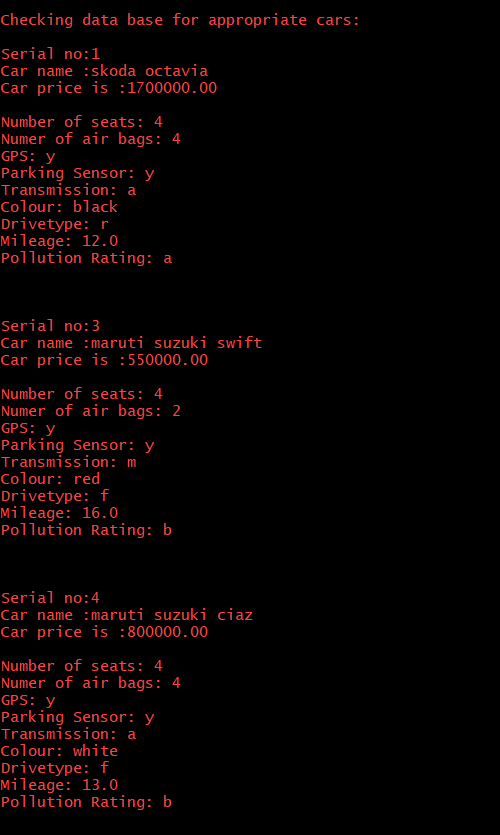 Checking data base for appropriate cars:
Serial no:1
Car name :skoda octavia
Car price is :1700000.00
Number of seats: 4
Numer of air bags: 4
GPS: y
Parking Sensor: y
Transmission: a
Colour: black
Drivetype: r
Mileage: 12.0
Pollution Rating: a
Serial no:3
Car name :maruti suzuki swift
Car price is :550000.00
Number of seats: 4
Numer of air bags: 2
GPS: y
Parking Sensor: y
Transmission: m
Colour: red
Drivetype: f
Mileage: 16.0
Pollution Rating: b
Serial no:4
Car name :maruti suzuki ciaz
Car price is :800000.00
Number of seats: 4
Numer of air bags: 4
GPS: y
Parking Sensor: y
Transmission: a
Colour: white
Drivetype: f
Mileage: 13.0
Pollution Rating: b